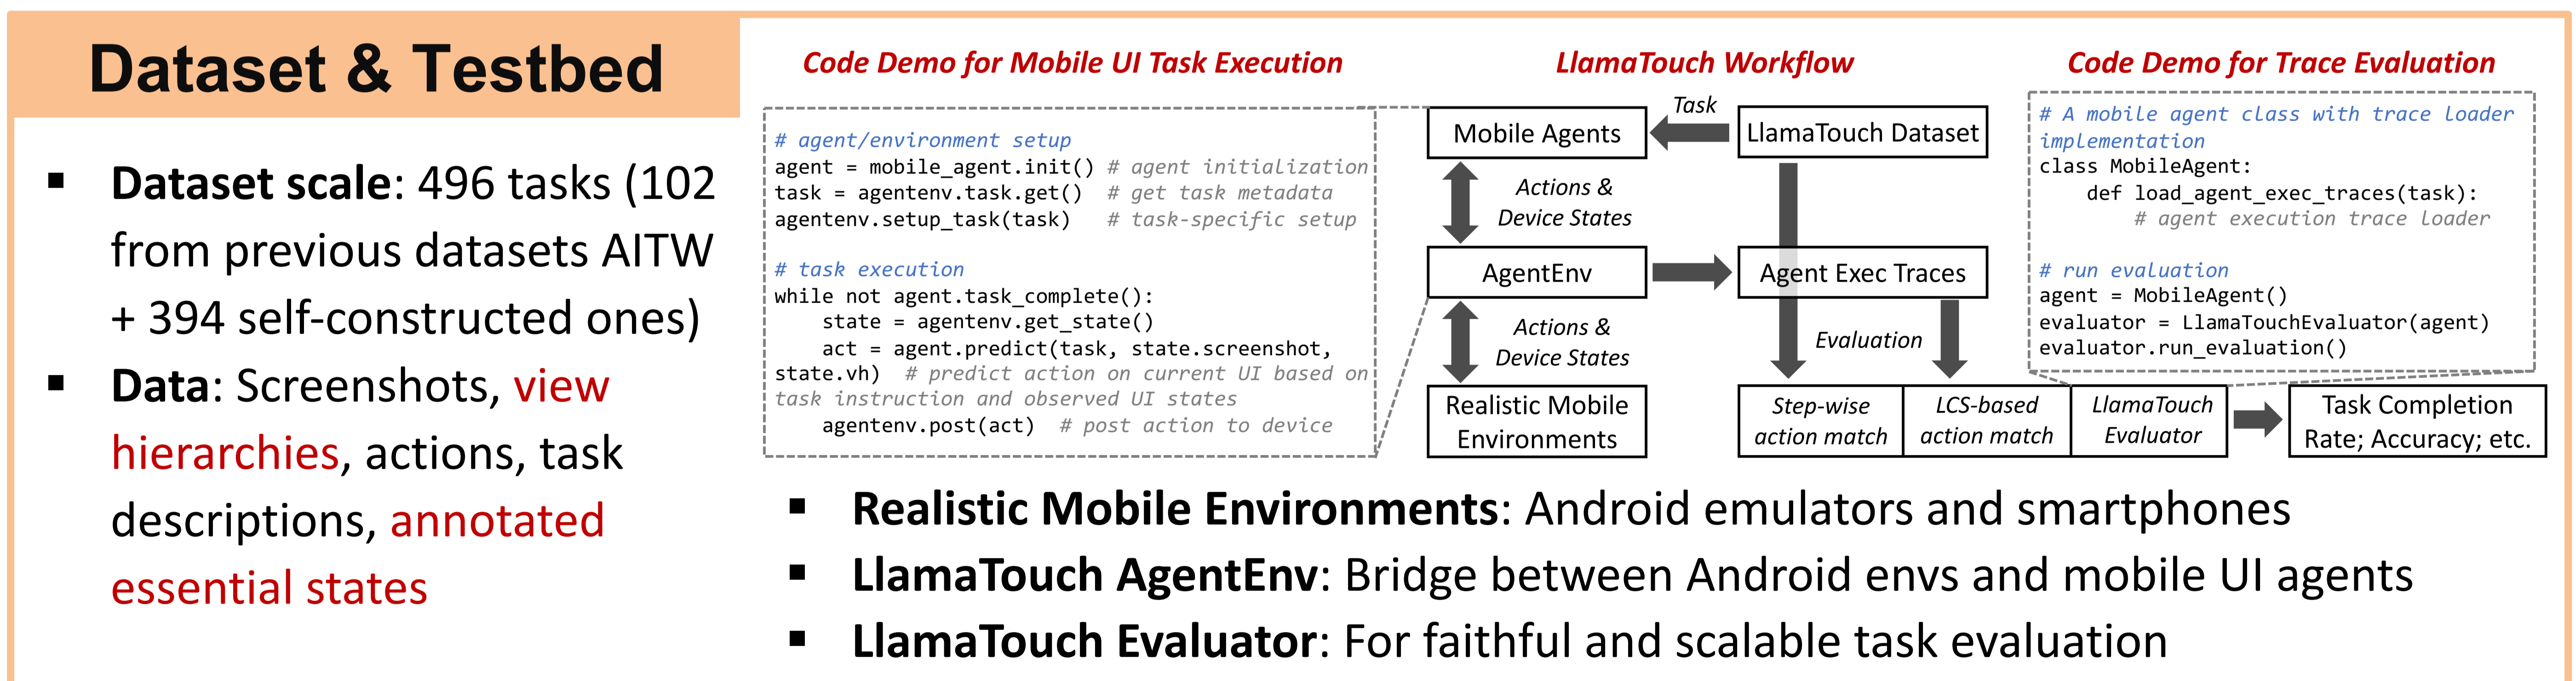 Dataset & Testbed
▪ Dataset scale: 496 tasks (102
from previous datasets AITW
+ 394 self-constructed ones)
▪ Data: Screenshots, view
hierarchies, actions, task
descriptions, annotated
essential states
Code Demo for Mobile UI Task Execution
# agent/environment setup
agent = mobile_agent.init() # agent initialization
task = agentenv.task.get() # get task metadata
agentenv.setup_task(task) # task-specific setup
# task execution
while not agent.task_complete():
    state = agentenv.get_state()
    act = agent.predict(task, state.screenshot,
state.vh) # predict action on current UI based on
task instruction and observed UI states
    agentenv.post(act) # post action to device
LlamaTouch Workflow
Mobile Agents
Task
LlamaTouch Dataset
Actions &
Device States
AgentEnv
Agent Exec Traces
Actions &
Device States
Evaluation
Realistic Mobile
Environments
Step-wise
action match
LCS-based
action match
LlamaTouch
Evaluator
Task Completion
Rate; Accuracy; etc.
Code Demo for Trace Evaluation
# A mobile agent class with trace loader
implementation
class MobileAgent:
    def load_agent_exec_traces(task):
        # agent execution trace loader
# run evaluation
agent = MobileAgent()
evaluator = LlamaTouchEvaluator(agent)
evaluator.run_evaluation()
▪ Realistic Mobile Environments: Android emulators and smartphones
▪ LlamaTouch AgentEnv: Bridge between Android envs and mobile UI agents
▪ LlamaTouch Evaluator: For faithful and scalable task evaluation